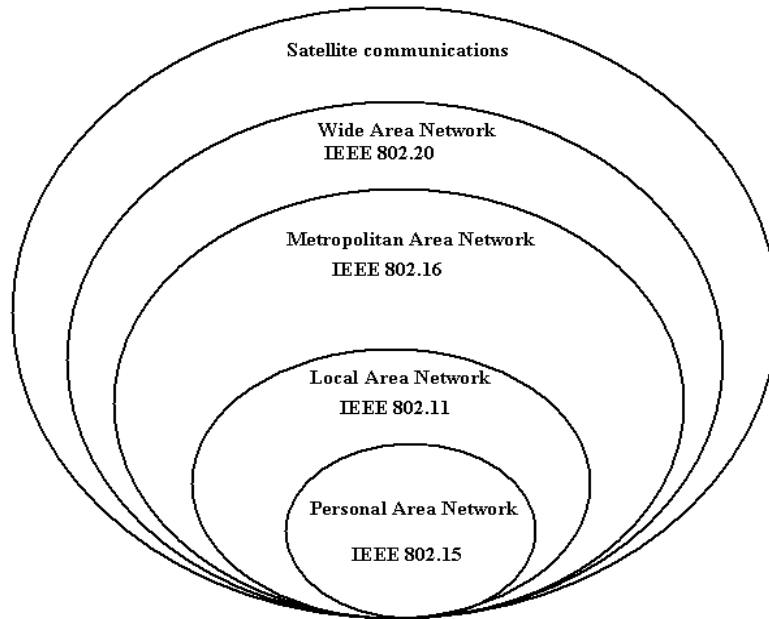 Satellite communications
Wide Area Network
IEEE 802.20
Metropolitan Area Network
IEEE 802.16
Local Area Network
IEEE 802.11
Personal Area Network
IEEE 802.15